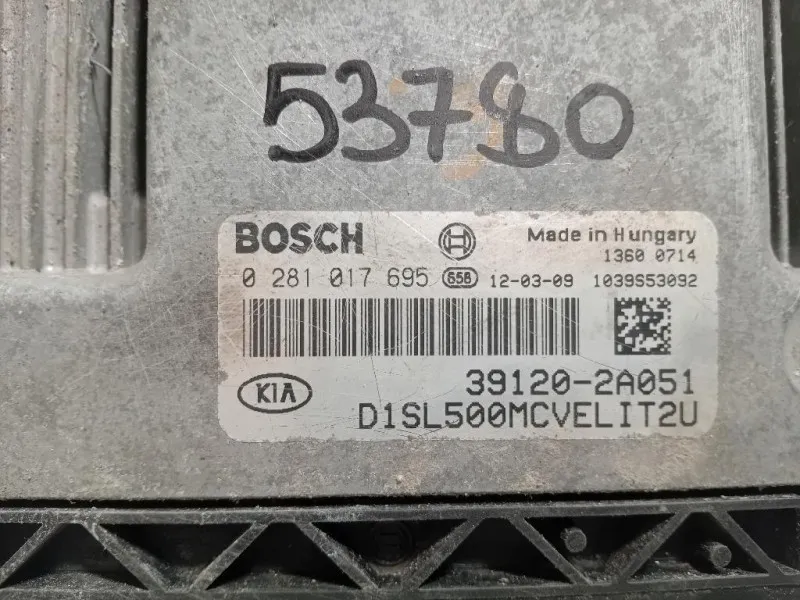 53780
BOSCH Made in Hungary
1360 0714
0 281 017 695 656 12-03-09 1039S53092
KIA 39120-2A051
D1SL500MCVELIT2U